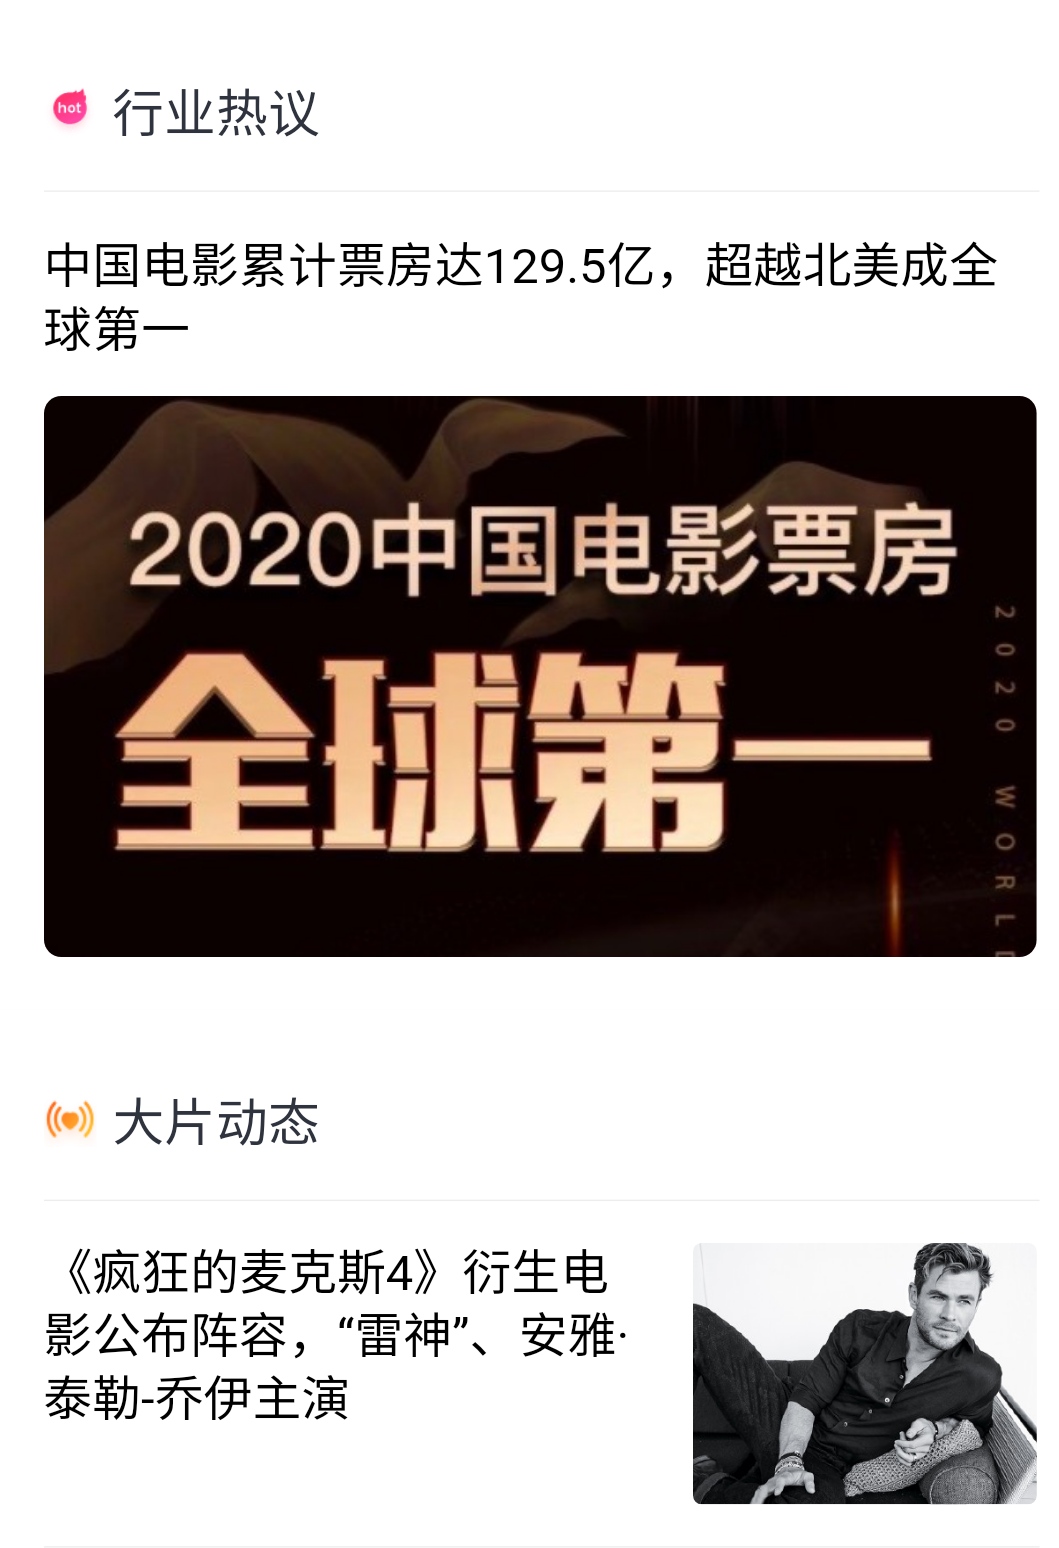 hot 行业热议
中国电影累计票房达129.5亿，超越北美成全
球第一
2020中国电影票房
全球第一
2020 WORLD
大片动态
《疯狂的麦克斯4》衍生电
影公布阵容，“雷神”、安雅·
泰勒-乔伊主演